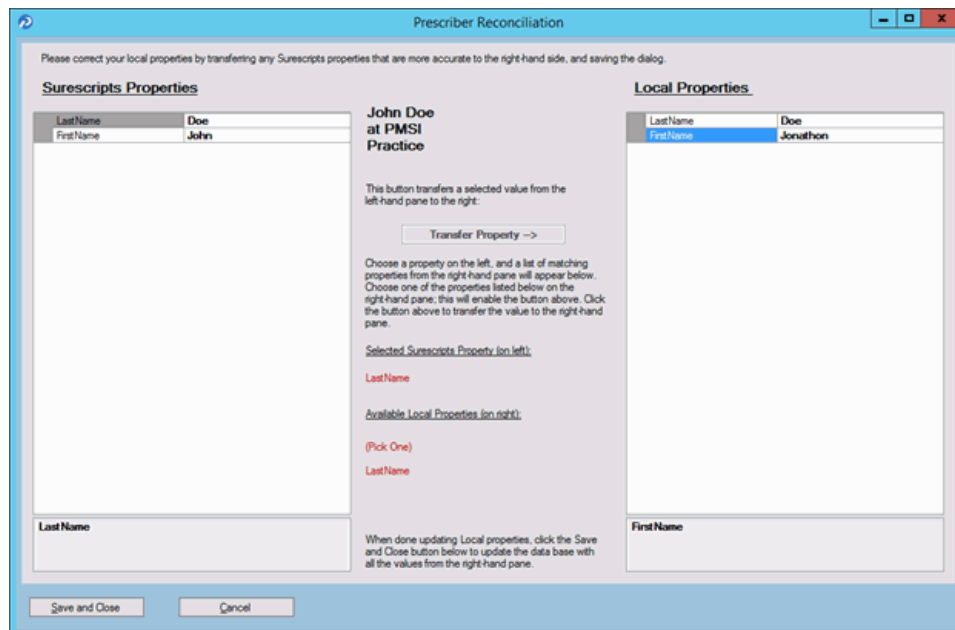 Prescriber Reconciliation
Please correct your local properties by transferring any Surescripts properties that are more accurate to the right-hand side, and saving the dialog.
Surescripts Properties
LastName Doe
FirstName John
LastName
John Doe
at PMSI
Practice
This button transfers a selected value from the
left-hand pane to the right:
Transfer Property -->
Choose a property on the left, and a list of matching
properties from the right-hand pane will appear below.
Choose one of the properties listed below on the
right-hand pane; this will enable the button above. Click
the button above to transfer the value to the right-hand
pane.
Selected Surescripts Property (on left):
LastName
Available Local Properties (on right):
(Pick One)
LastName
When done updating Local properties, click the Save
and Close button below to update the data base with
all the values from the right-hand pane.
Local Properties
LastName Doe
FirstName Jonathon
FirstName
Save and Close
Cancel